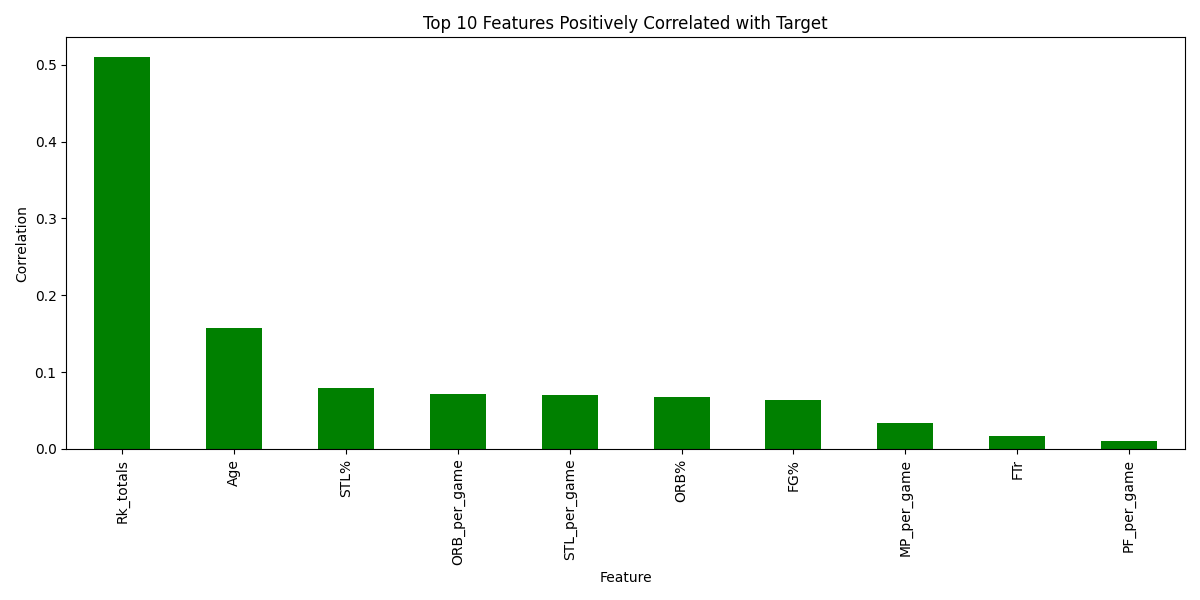 Top 10 Features Positively Correlated with Target
Correlation
0.5
0.4
0.3
0.2
0.1
0.0
Rk_totals
Age
STL%
ORB_per_game
STL_per_game
ORB%
FG%
MP_per_game
FTr
PF_per_game
Feature